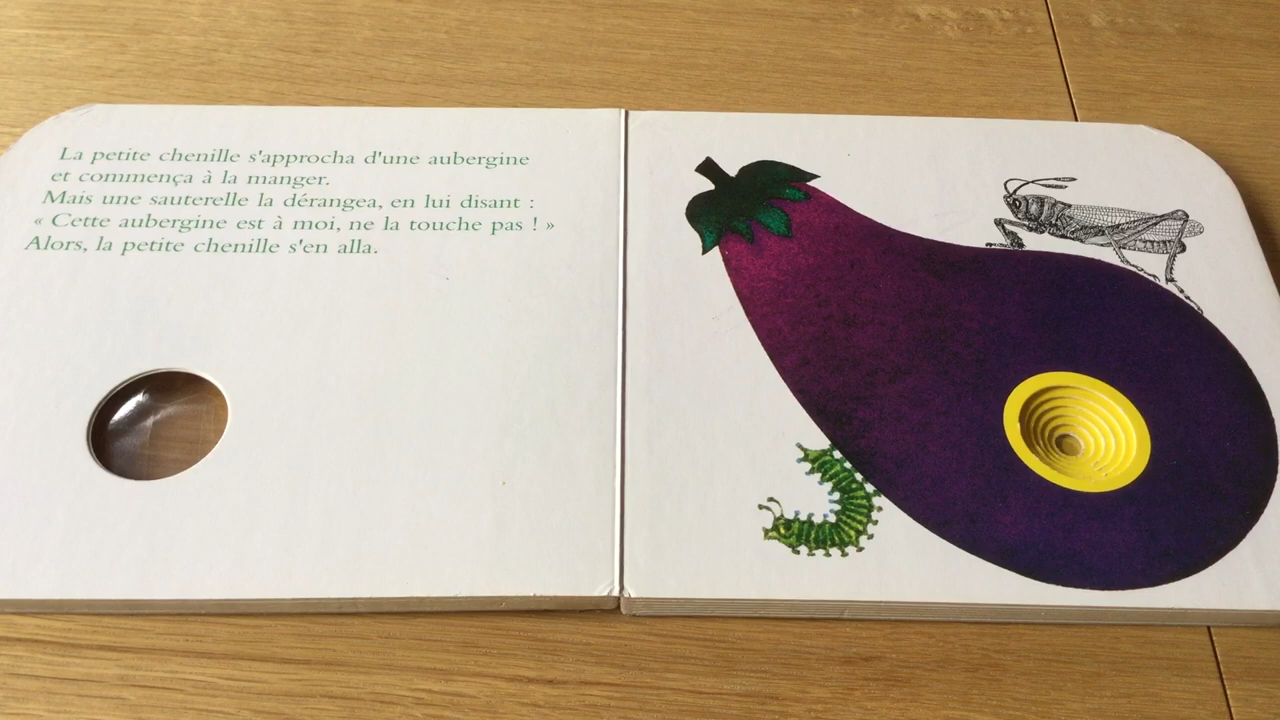 La petite chenille s'approcha d'une aubergine
et commença à la manger.
Mais une sauterelle la dérangea, en lui disant :
« Cette aubergine est à moi, ne la touche pas ! »
Alors, la petite chenille s'en alla.